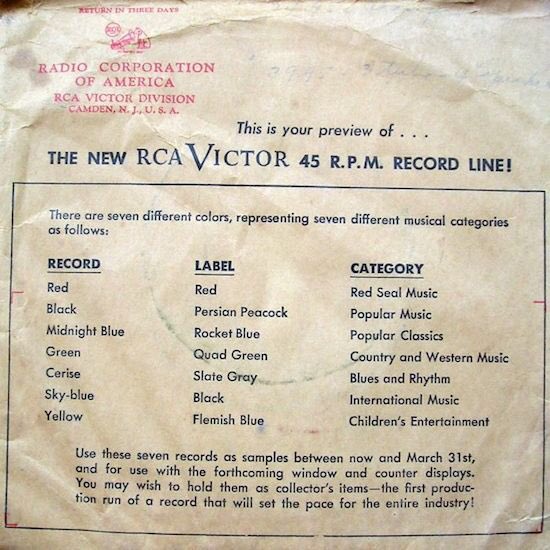 RETURN IN THREE DAYS
RCA
RADIO CORPORATION
OF AMERICA
RCA VICTOR DIVISION
CAMDEN, N. J., U. S. A.
This is your preview of . . .
THE NEW RCA VICTOR 45 R.P.M. RECORD LINE!
There are seven different colors, representing seven different musical categories
as follows:
RECORD LABEL CATEGORY
Red Red Red Seal Music
Black Persian Peacock Popular Music
Midnight Blue Rocket Blue Popular Classics
Green Quad Green Country and Western Music
Cerise Slate Gray Blues and Rhythm
Sky-blue Black International Music
Yellow Flemish Blue Children's Entertainment
Use these seven records as samples between now and March 31st,
and for use with the forthcoming window and counter displays.
You may wish to hold them as collector's items—the first produc-
tion run of a record that will set the pace for the entire industry!